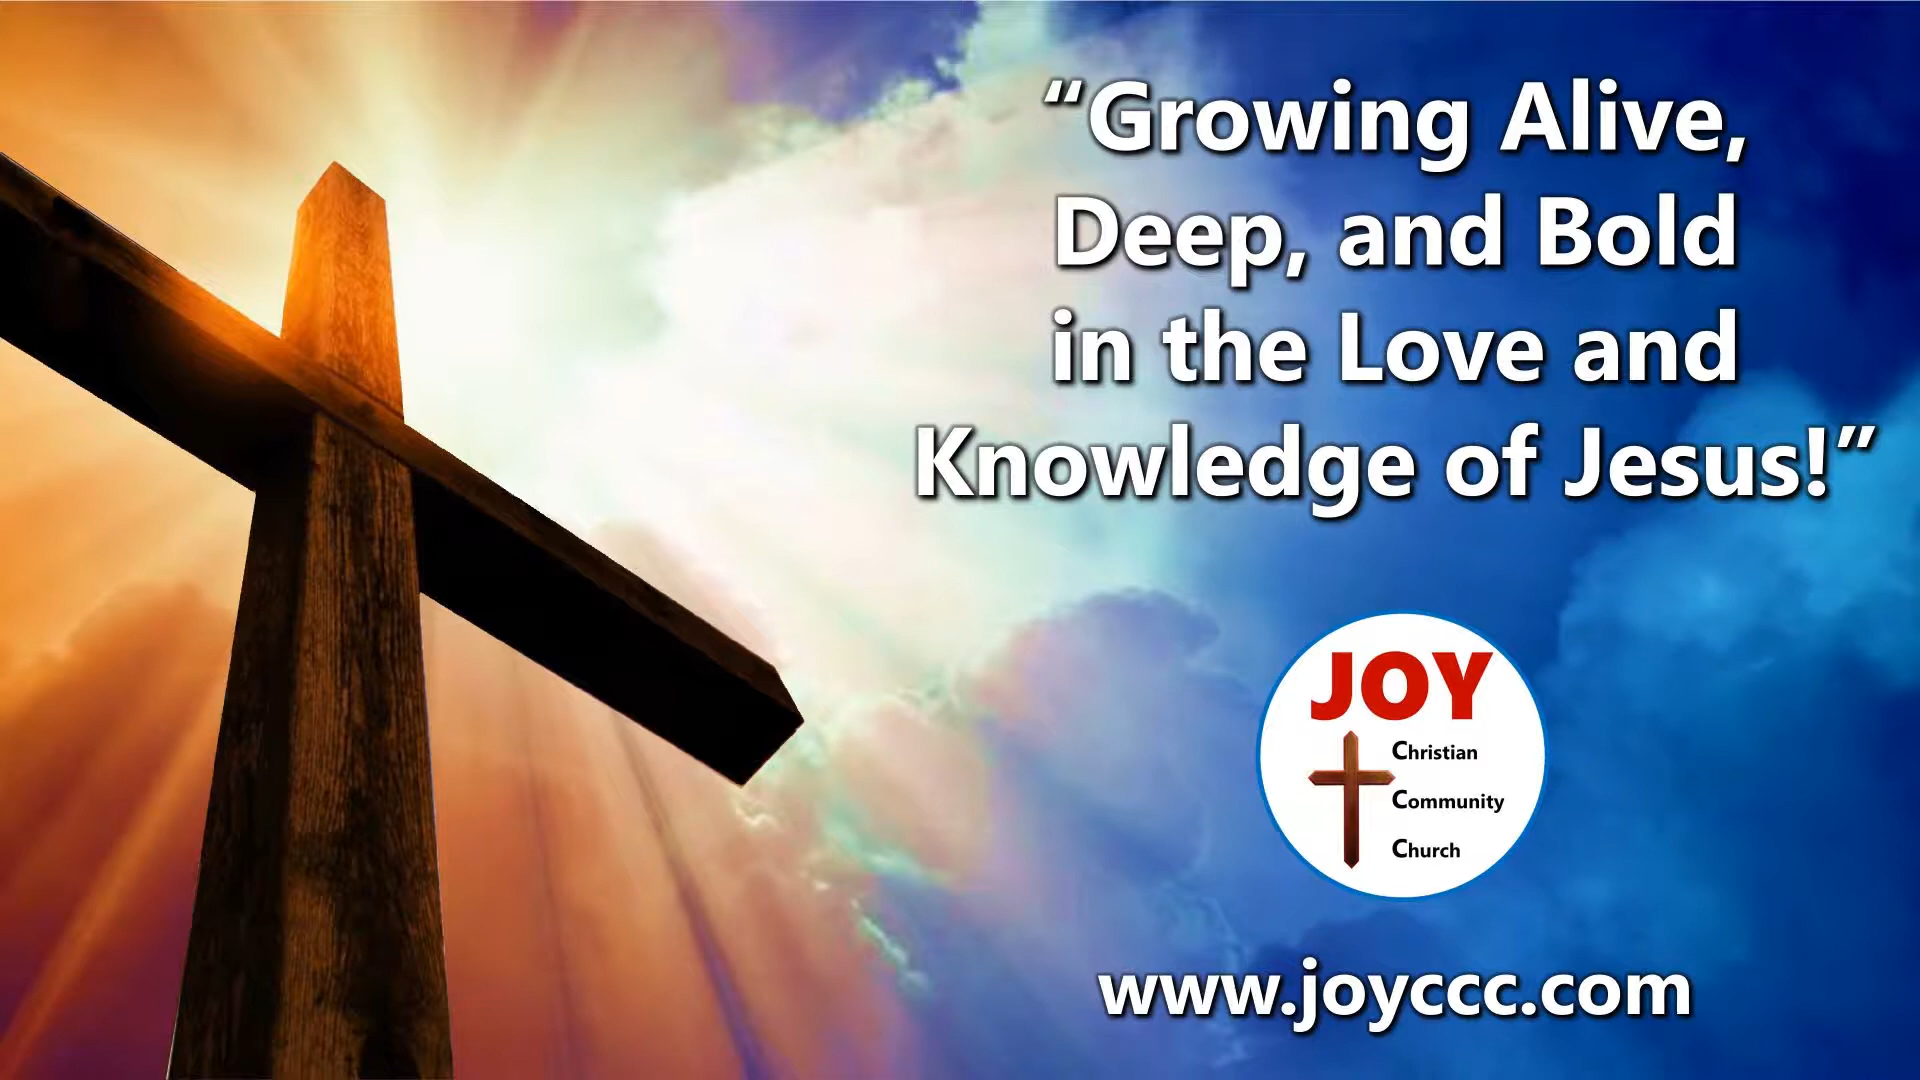 “Growing Alive,
Deep, and Bold
in the Love and
Knowledge of Jesus!”
JOY
Christian
Community
Church
www.joyccc.com